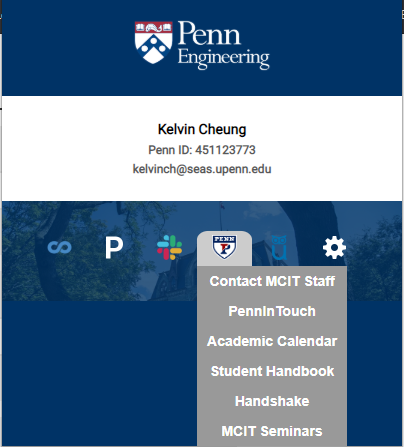 Penn
Engineering
Kelvin Cheung
Penn ID: 451123773
kelvinch@seas.upenn.edu
P
PENN
P
Contact MCIT Staff
PennInTouch
Academic Calendar
Student Handbook
Handshake
MCIT Seminars